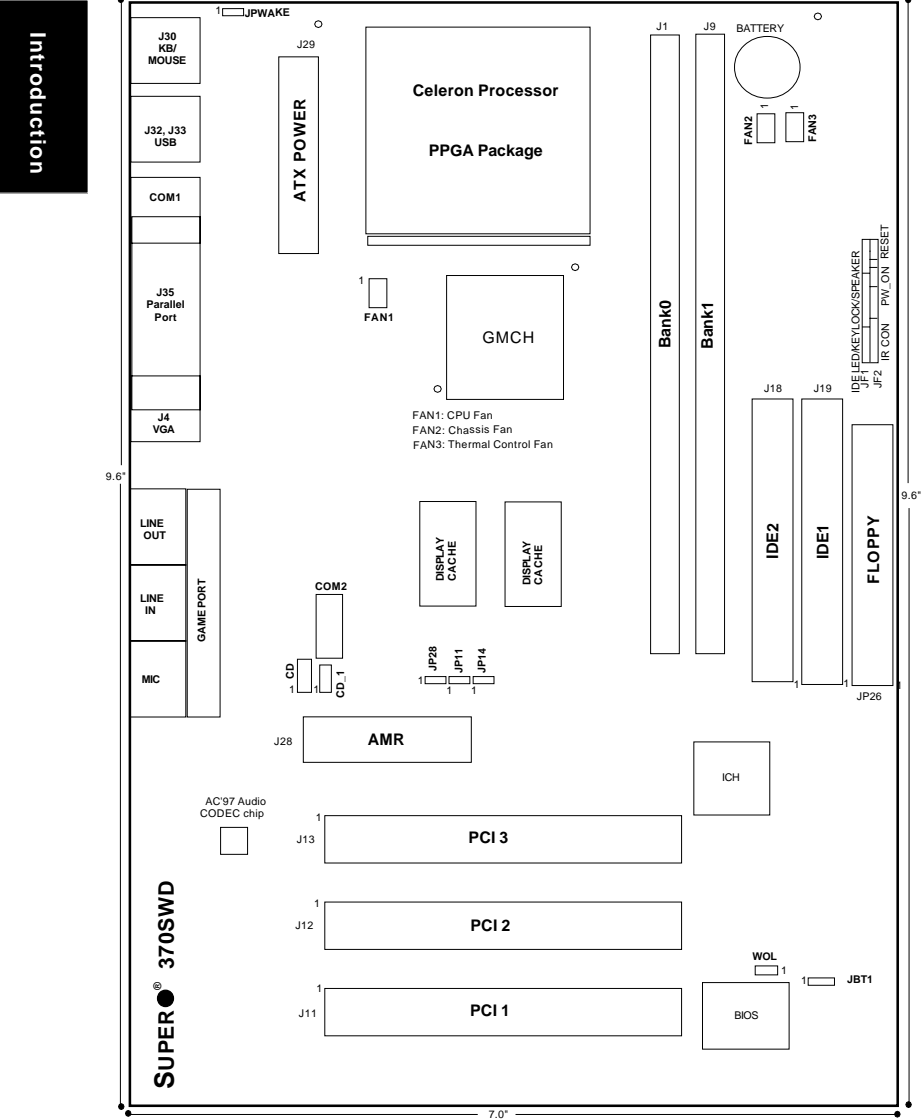 Introduction
1
JPWAKE
J30
KB/
MOUSE
J29
J1
J9
BATTERY
ATX POWER
Celeron Processor
PPGA Package
J32, J33
USB
1
1
FAN2
FAN3
COM1
J35
Parallel
Port
1
FAN1
GMCH
Bank0
Bank1
IDE LED/KEYLOCK/SPEAKER
JF1
IR CON
PW_ON
RESET
JF2
J4
VGA
FAN1: CPU Fan
FAN2: Chassis Fan
FAN3: Thermal Control Fan
J18
J19
9.6"
9.6"
LINE
OUT
LINE
IN
MIC
GAME PORT
DISPLAY
CACHE
DISPLAY
CACHE
IDE2
IDE1
FLOPPY
COM2
CD
1
1
CD_1
JP28
JP11
JP14
1
1
1
1
1
1
JP26
J28
AMR
ICH
AC'97 Audio
CODEC chip
1
J13
PCI 3
1
J12
PCI 2
WOL
1
1
JBT1
1
J11
PCI 1
BIOS
SUPER® 370SWD
7.0"